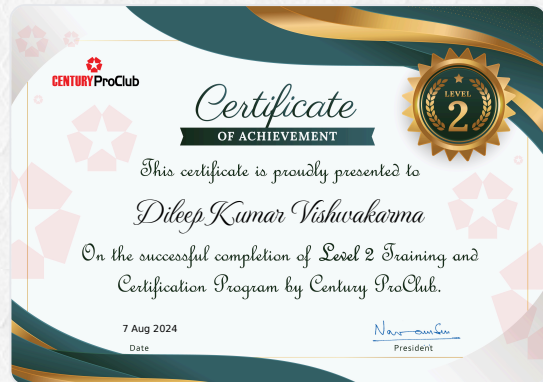 CENTURY ProClub
LEVEL
2
Certificate
OF ACHIEVEMENT
This certificate is proudly presented to
Dileep Kumar Vishwakarma
On the successful completion of Level 2 Training and
Certification Program by Century ProClub.
7 Aug 2024
Date
President